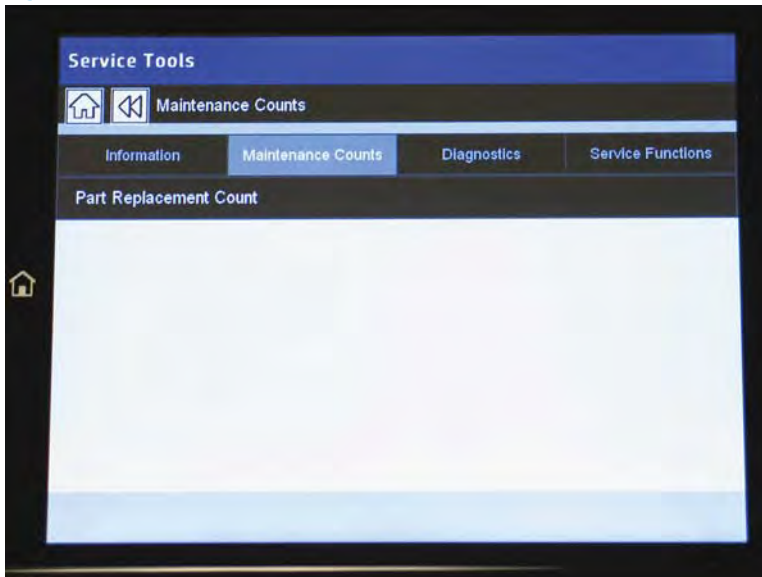 Service Tools
Maintenance Counts
Information Maintenance Counts Diagnostics Service Functions
Part Replacement Count